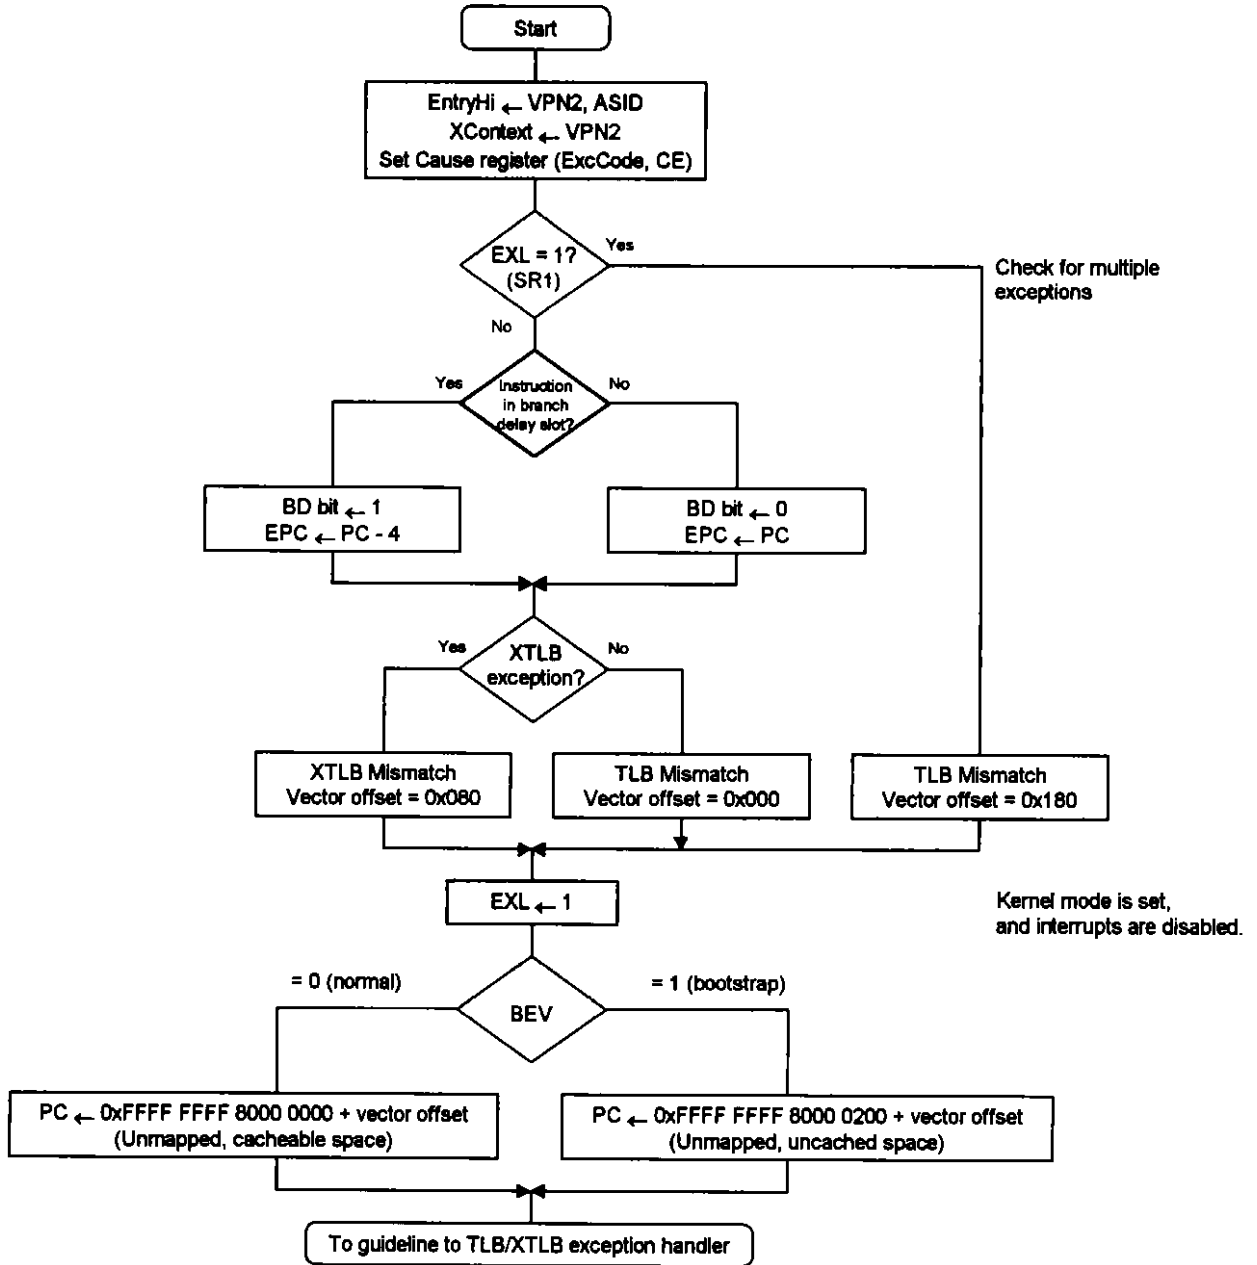 Start
EntryHi ← VPN2, ASID
XContext ← VPN2
Set Cause register (ExcCode, CE)
EXL = 1?
(SR1)
Yes
No
Check for multiple
exceptions
Yes
Instruction
in branch
delay slot?
No
BD bit ← 1
EPC ← PC - 4
BD bit ← 0
EPC ← PC
Yes
XTLB
exception?
No
XTLB Mismatch
Vector offset = 0x080
TLB Mismatch
Vector offset = 0x000
TLB Mismatch
Vector offset = 0x180
EXL ← 1
Kernel mode is set,
and interrupts are disabled.
= 0 (normal)
BEV
= 1 (bootstrap)
PC ← 0xFFFF FFFF 8000 0000 + vector offset
(Unmapped, cacheable space)
PC ← 0xFFFF FFFF 8000 0200 + vector offset
(Unmapped, uncached space)
To guideline to TLB/XTLB exception handler